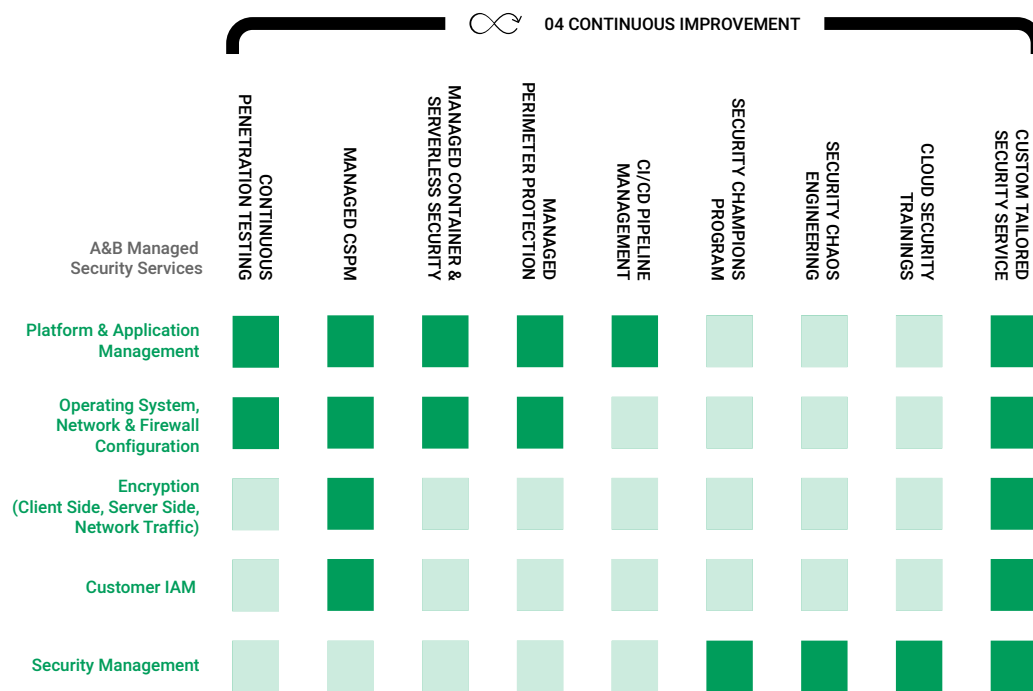 04 CONTINUOUS IMPROVEMENT
CONTINUOUS
PENETRATION TESTING
MANAGED CSPM
MANAGED CONTAINER &
SERVERLESS SECURITY
MANAGED
PERIMETER PROTECTION
CI/CD PIPELINE
MANAGEMENT
SECURITY CHAMPIONS
PROGRAM
SECURITY CHAOS
ENGINEERING
CLOUD SECURITY
TRAININGS
CUSTOM TAILORED
SECURITY SERVICE
A&B Managed
Security Services
Platform & Application
Management
Operating System,
Network & Firewall
Configuration
Encryption
(Client Side, Server Side,
Network Traffic)
Customer IAM
Security Management